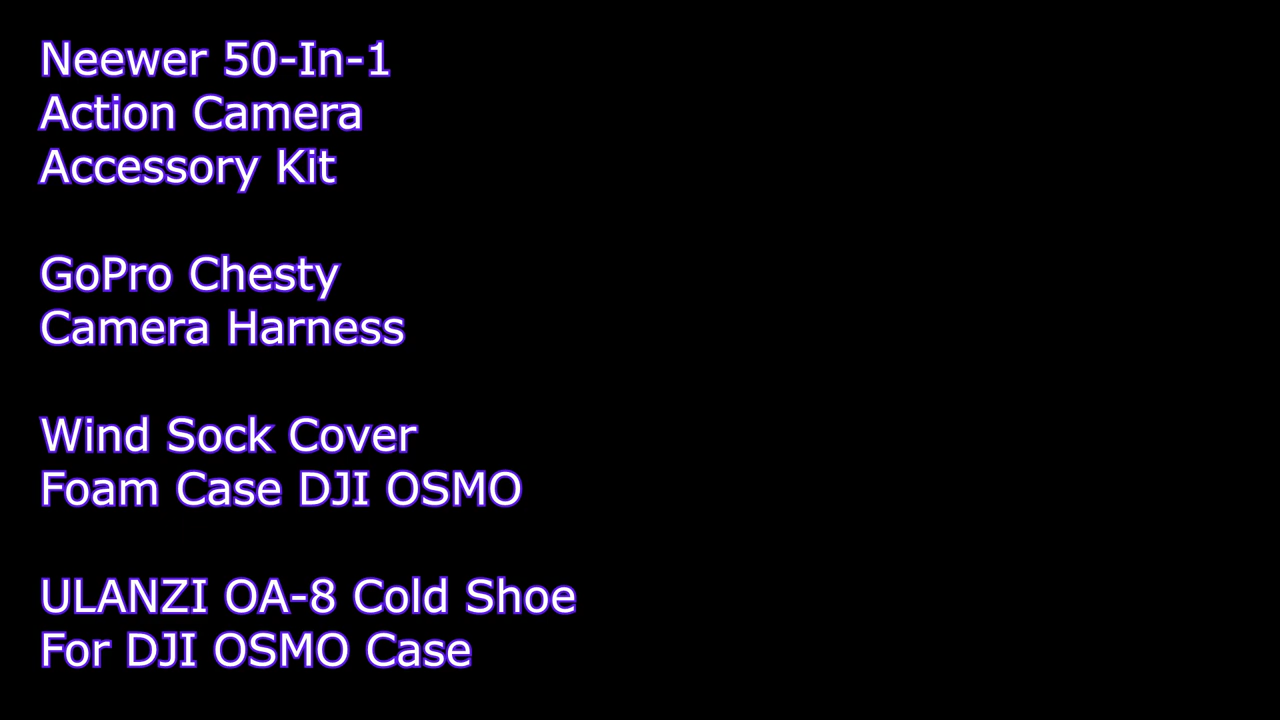 Neewer 50-In-1
Action Camera
Accessory Kit
GoPro Chesty
Camera Harness
Wind Sock Cover
Foam Case DJI OSMO
ULANZI OA-8 Cold Shoe
For DJI OSMO Case